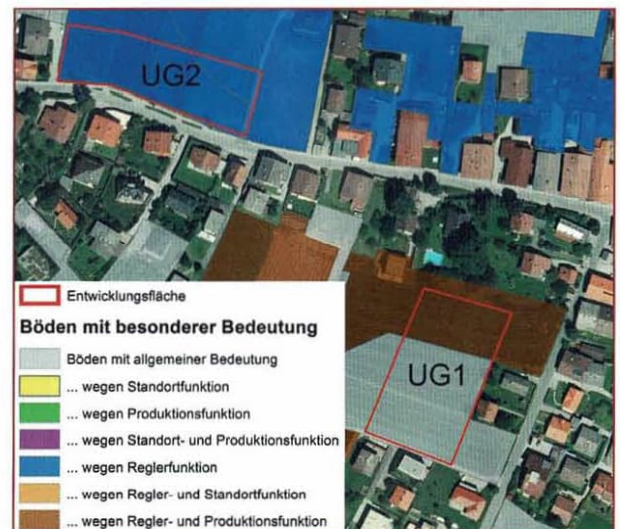 UG2
UG1
Entwicklungsfläche
Böden mit besonderer Bedeutung
Böden mit allgemeiner Bedeutung
... wegen Standortfunktion
... wegen Produktionsfunktion
... wegen Standort- und Produktionsfunktion
... wegen Reglerfunktion
... wegen Regler- und Standortfunktion
... wegen Regler- und Produktionsfunktion